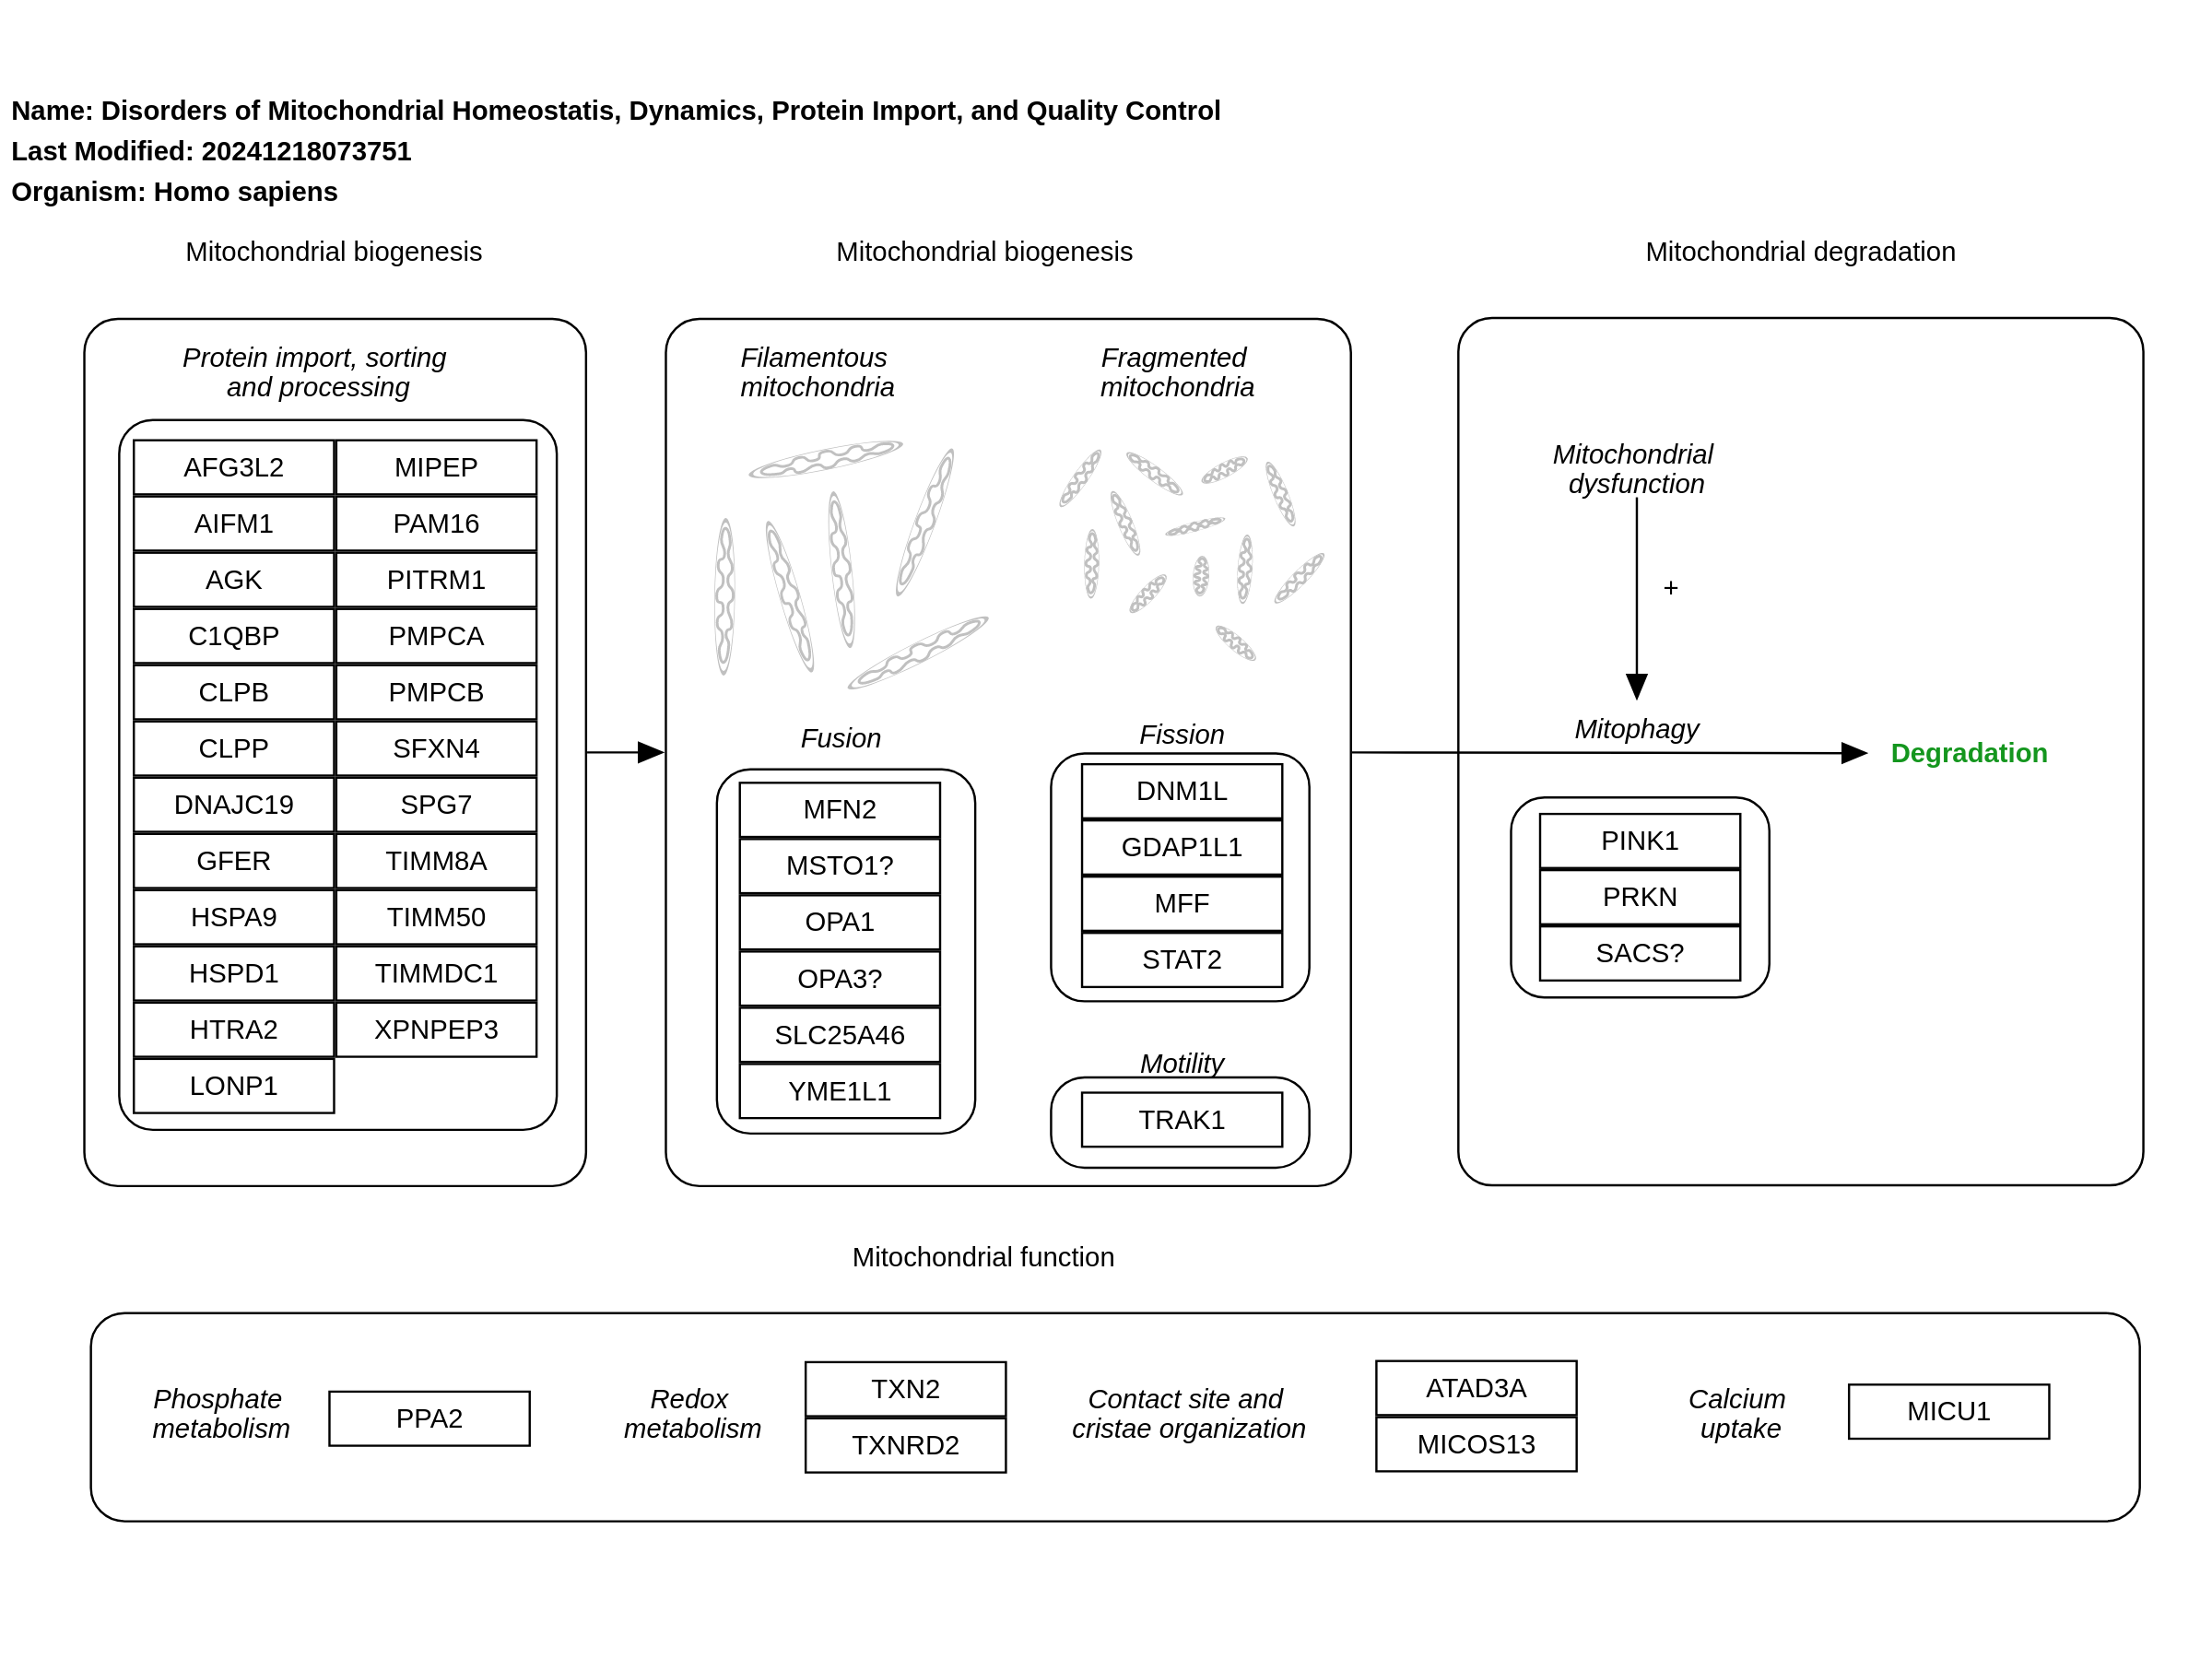 Name: Disorders of Mitochondrial Homeostatis, Dynamics, Protein Import, and Quality Control
Last Modified: 20241218073751
Organism: Homo sapiens
Mitochondrial biogenesis
Mitochondrial biogenesis
Mitochondrial degradation
Protein import, sorting
and processing
AFG3L2
MIPEP
AIFM1
PAM16
AGK
PITRM1
C1QBP
PMPCA
CLPB
PMPCB
CLPP
SFXN4
DNAJC19
SPG7
GFER
TIMM8A
HSPA9
TIMM50
HSPD1
TIMMDC1
HTRA2
XPNPEP3
LONP1
Filamentous
mitochondria
Fragmented
mitochondria
Fusion
MFN2
MSTO1?
OPA1
OPA3?
SLC25A46
YME1L1
Fission
DNM1L
GDAP1L1
MFF
STAT2
Motility
TRAK1
Mitochondrial
dysfunction
+
Mitophagy
Degradation
PINK1
PRKN
SACS?
Mitochondrial function
Phosphate
metabolism
PPA2
Redox
metabolism
TXN2
TXNRD2
Contact site and
cristae organization
ATAD3A
MICOS13
Calcium
uptake
MICU1